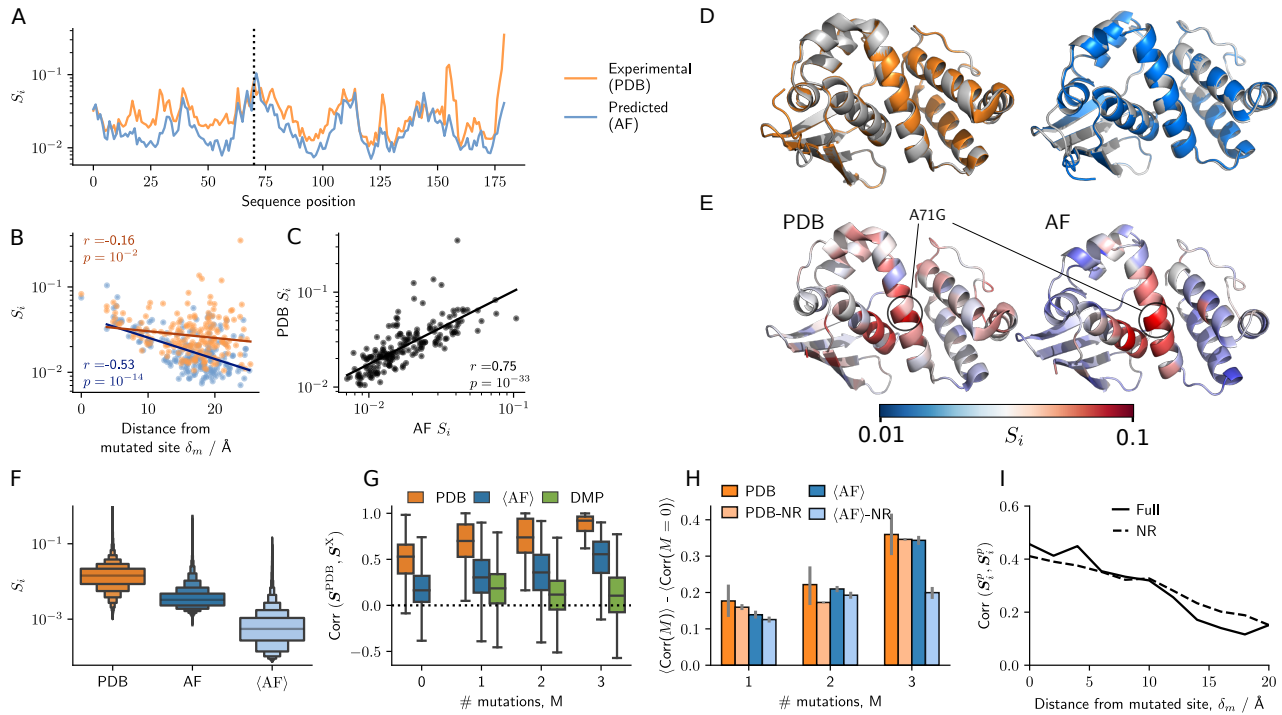 A
10⁻¹
10⁻²
S_i
0
25
50
75
100
125
150
175
Sequence position
Experimental
(PDB)
Predicted
(AF)
B
r =-0.16
p = 10⁻²
10⁻¹
10⁻²
S_i
r =-0.53
p = 10⁻¹⁴
0
10
20
Distance from
mutated site δ_m / Å
C
PDB S_i
10⁻¹
10⁻²
r =0.75
p = 10⁻³³
10⁻²
10⁻¹
AF S_i
D
E
PDB
A71G
AF
0.01
S_i
0.1
F
S_i
10⁻¹
10⁻³
PDB
AF
⟨AF⟩
G
PDB
⟨AF⟩
DMP
Corr (S^PDB, S^X)
1.0
0.5
0.0
−0.5
0
1
2
3
# mutations, M
H
PDB
⟨AF⟩
PDB-NR
⟨AF⟩-NR
⟨Corr(M)⟩ - ⟨Corr(M = 0)⟩
0.4
0.3
0.2
0.1
0.0
1
2
3
# mutations, M
I
Full
NR
Corr (S_i^p, S_i^p)
0.6
0.4
0.2
0.0
0
5
10
15
20
Distance from mutated site, δ_m / Å